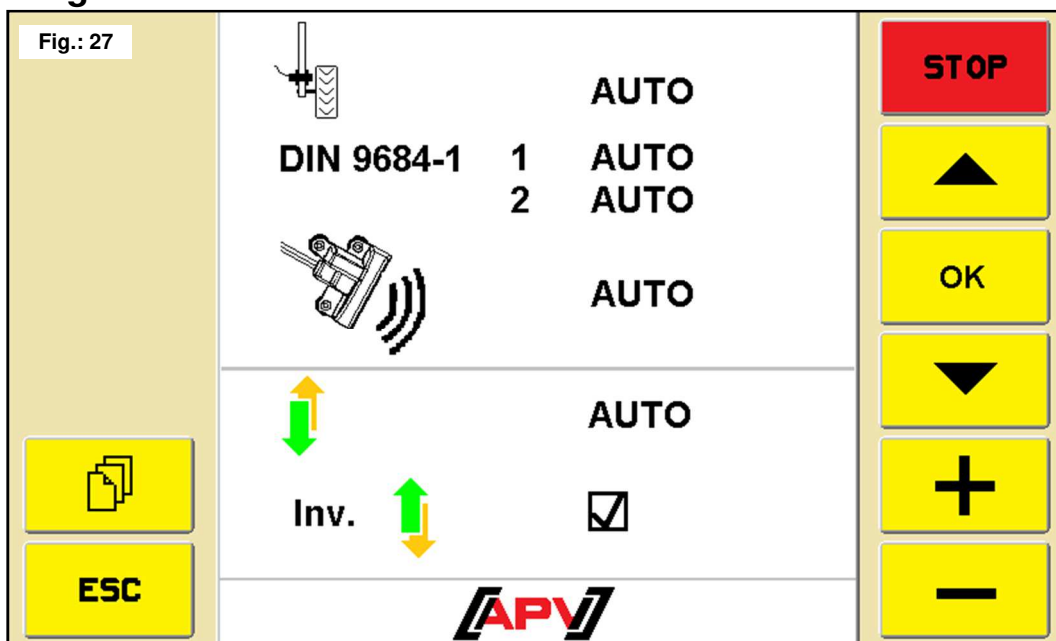 Fig.: 27
STOP
AUTO
DIN 9684-1 1 AUTO
2 AUTO
AUTO
OK
AUTO
Inv.
ESC
APV